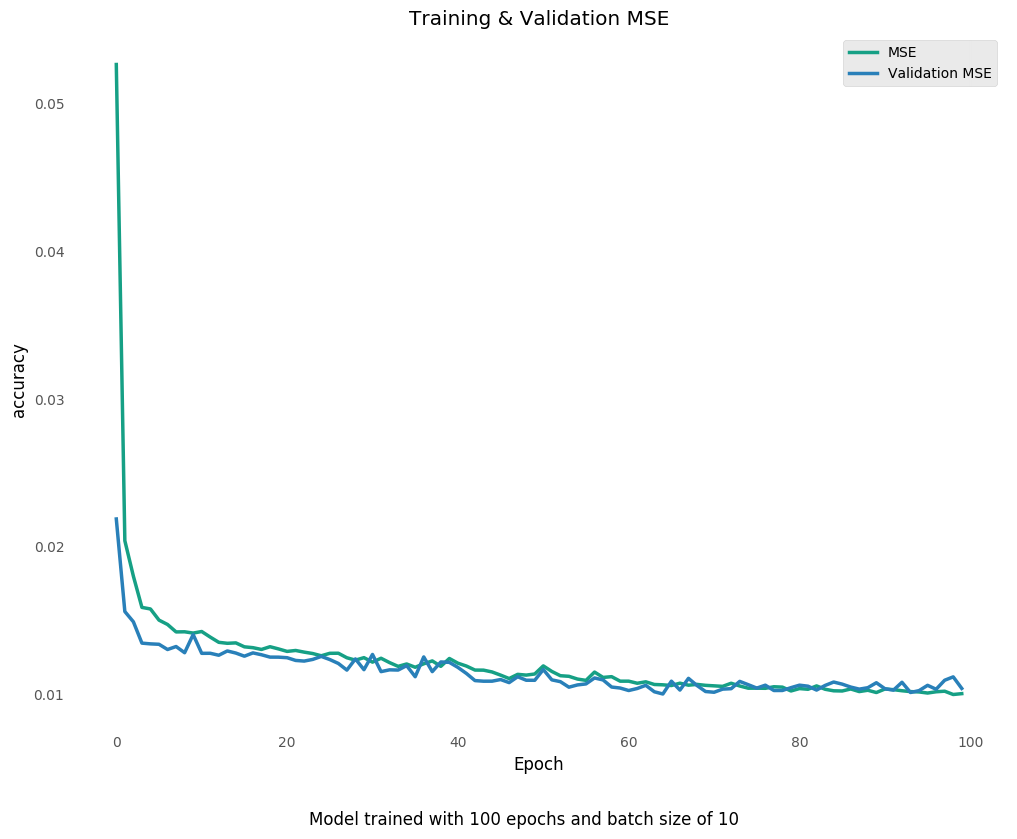 Training & Validation MSE
MSE
Validation MSE
0.05
0.04
0.03
0.02
0.01
accuracy
0 20 40 60 80 100
Epoch
Model trained with 100 epochs and batch size of 10